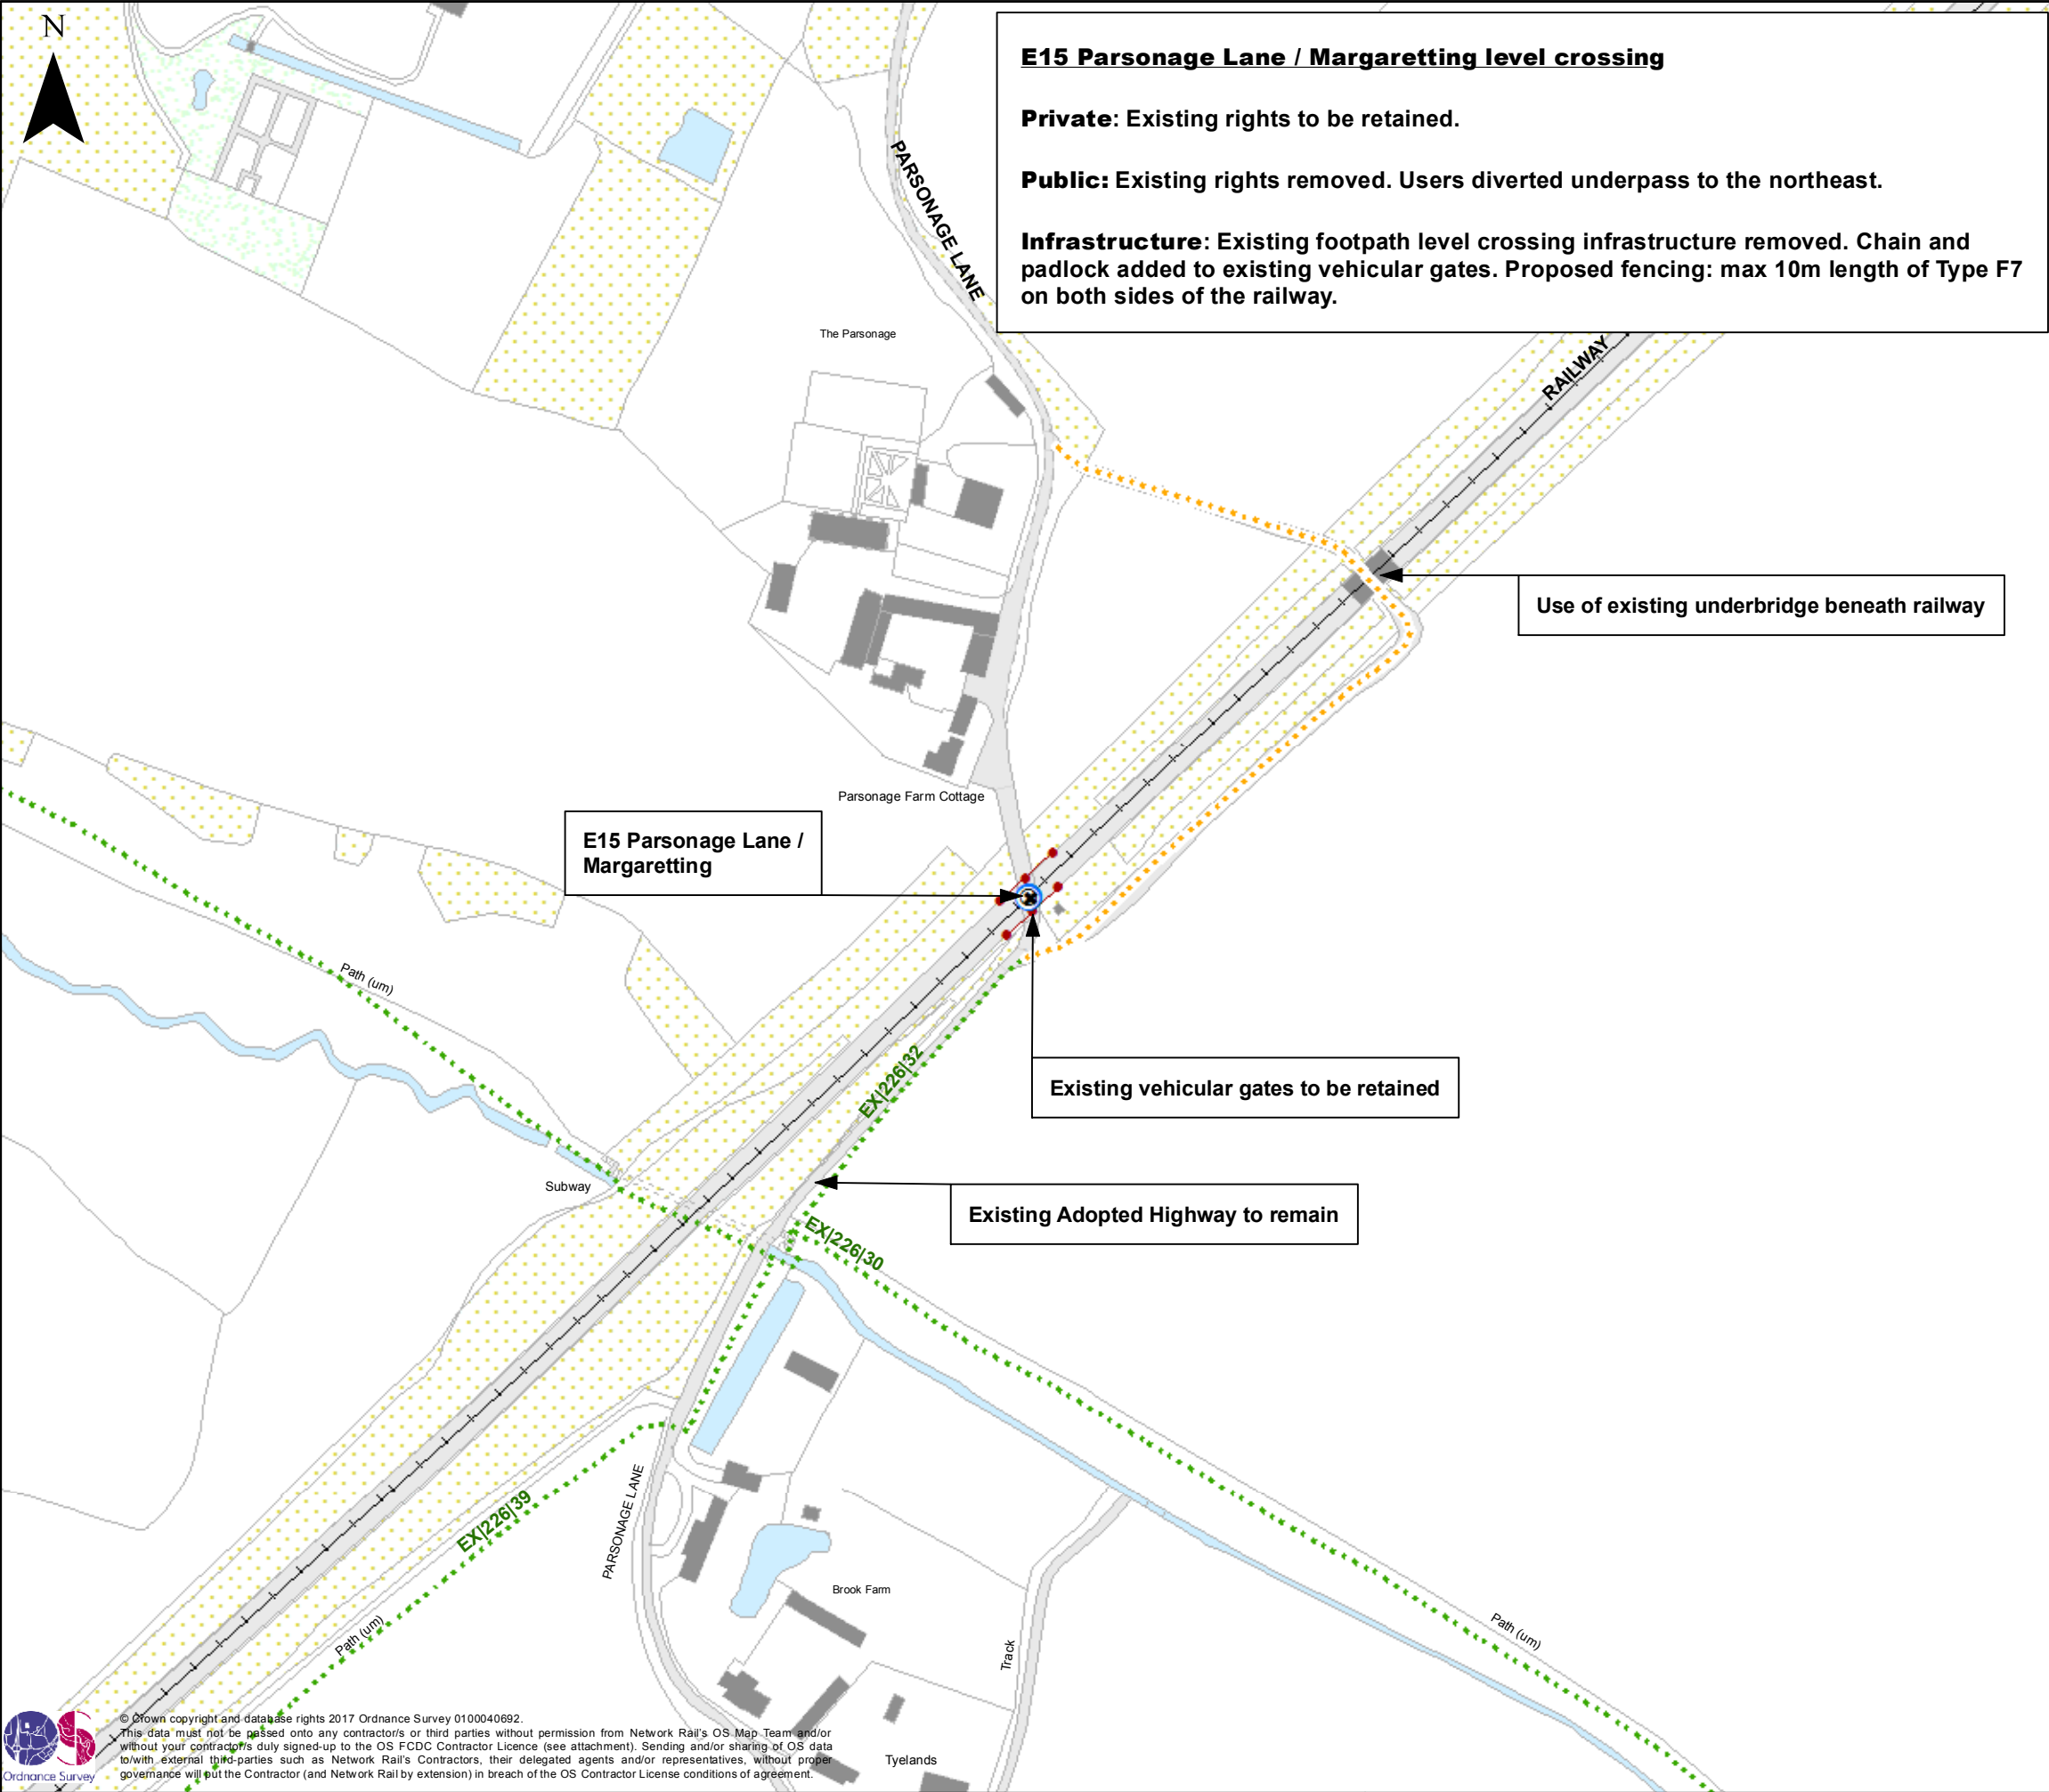 N
E15 Parsonage Lane / Margaretting level crossing
Private: Existing rights to be retained.
Public: Existing rights removed. Users diverted underpass to the northeast.
Infrastructure: Existing footpath level crossing infrastructure removed. Chain and
padlock added to existing vehicular gates. Proposed fencing: max 10m length of Type F7
on both sides of the railway.
PARSONAGE LANE
The Parsonage
RAILWAY
Use of existing underbridge beneath railway
Parsonage Farm Cottage
E15 Parsonage Lane /
Margaretting
Path (um)
EX|226|32
Existing vehicular gates to be retained
Subway
Existing Adopted Highway to remain
EX|226|30
EX|226|39
PARSONAGE LANE
Brook Farm
Path (um)
Track
Path (um)
Tyelands
Ordnance Survey
© Crown copyright and database rights 2017 Ordnance Survey 0100040692.
This data must not be passed onto any contractor/s or third parties without permission from Network Rail's OS Map Team and/or
without your contractor/s duly signed-up to the OS FCDC Contractor Licence (see attachment). Sending and/or sharing of OS data
to/with external third-parties such as Network Rail's Contractors, their delegated agents and/or representatives, without proper
governance will put the Contractor (and Network Rail by extension) in breach of the OS Contractor License conditions of agreement.